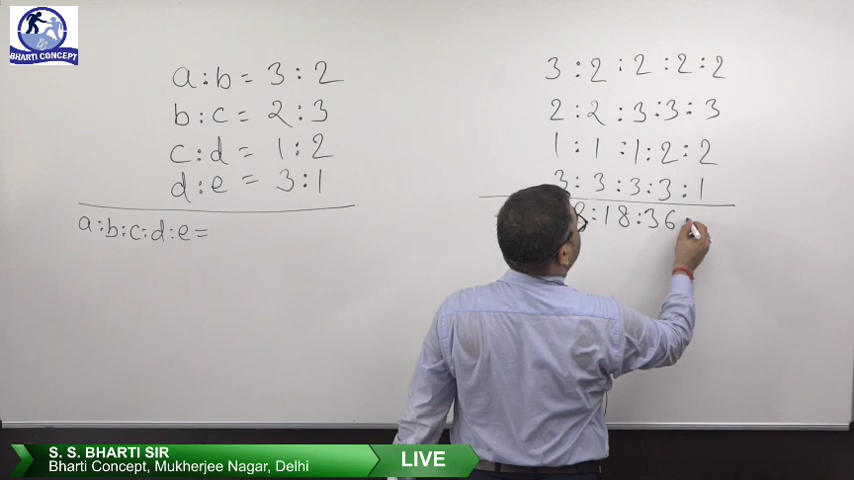 BHARTI CONCEPT
a:b = 3:2
b:c = 2:3
c:d = 1:2
d:e = 3:1
a:b:c:d:e =
3:2:2:2:2
2:2:3:3:3
1:1:1:2:2
3:3:3:3:1
:18:36
S. S. BHARTI SIR
Bharti Concept, Mukherjee Nagar, Delhi
LIVE